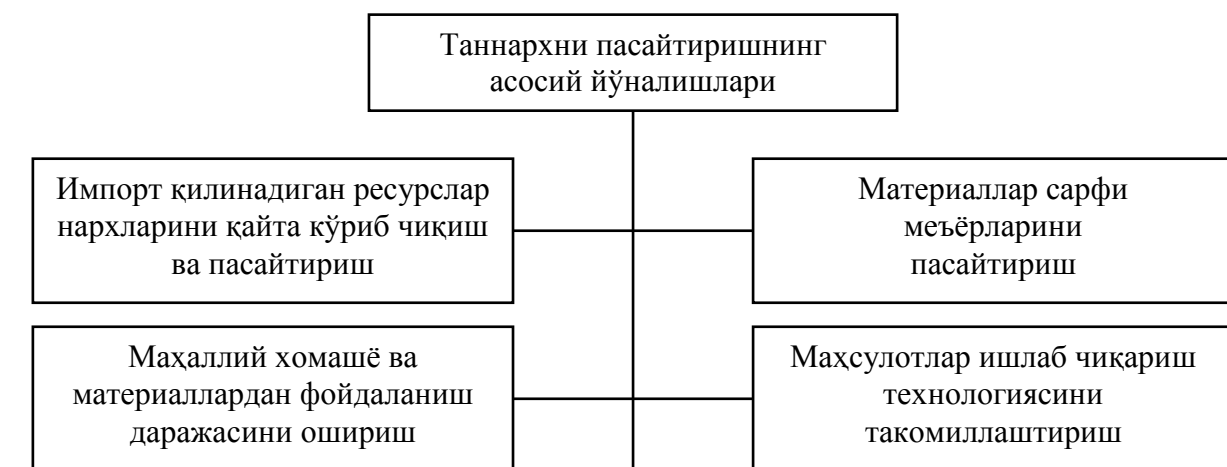 Таннархни пасайтиришнинг
асосий йўналишлари
Импорт қилинадиган ресурслар
нархларини қайта кўриб чиқиш
ва пасайтириш
Материаллар сарфи
меъёрларини
пасайтириш
Маҳаллий хомашё ва
материаллардан фойдаланиш
даражасини ошириш
Маҳсулотлар ишлаб чиқариш
технологиясини
такомиллаштириш